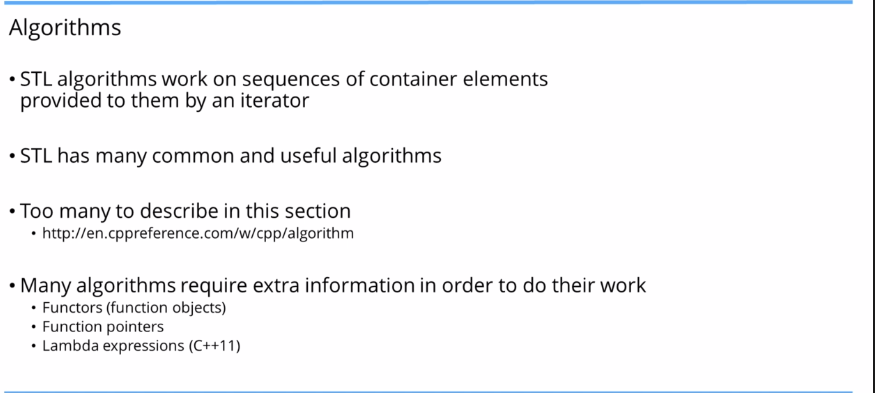 Algorithms
• STL algorithms work on sequences of container elements
provided to them by an iterator
• STL has many common and useful algorithms
• Too many to describe in this section
• http://en.cppreference.com/w/cpp/algorithm
• Many algorithms require extra information in order to do their work
• Functors (function objects)
• Function pointers
• Lambda expressions (C++11)